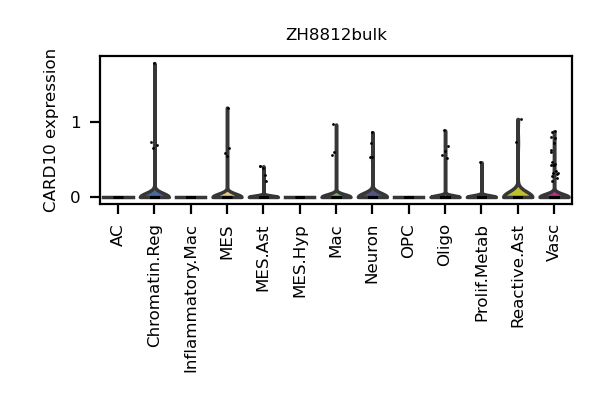 ZH8812bulk
CARD10 expression
1
0
AC
Chromatin.Reg
Inflammatory.Mac
MES
MES.Ast
MES.Hyp
Mac
Neuron
OPC
Oligo
Prolif.Metab
Reactive.Ast
Vasc